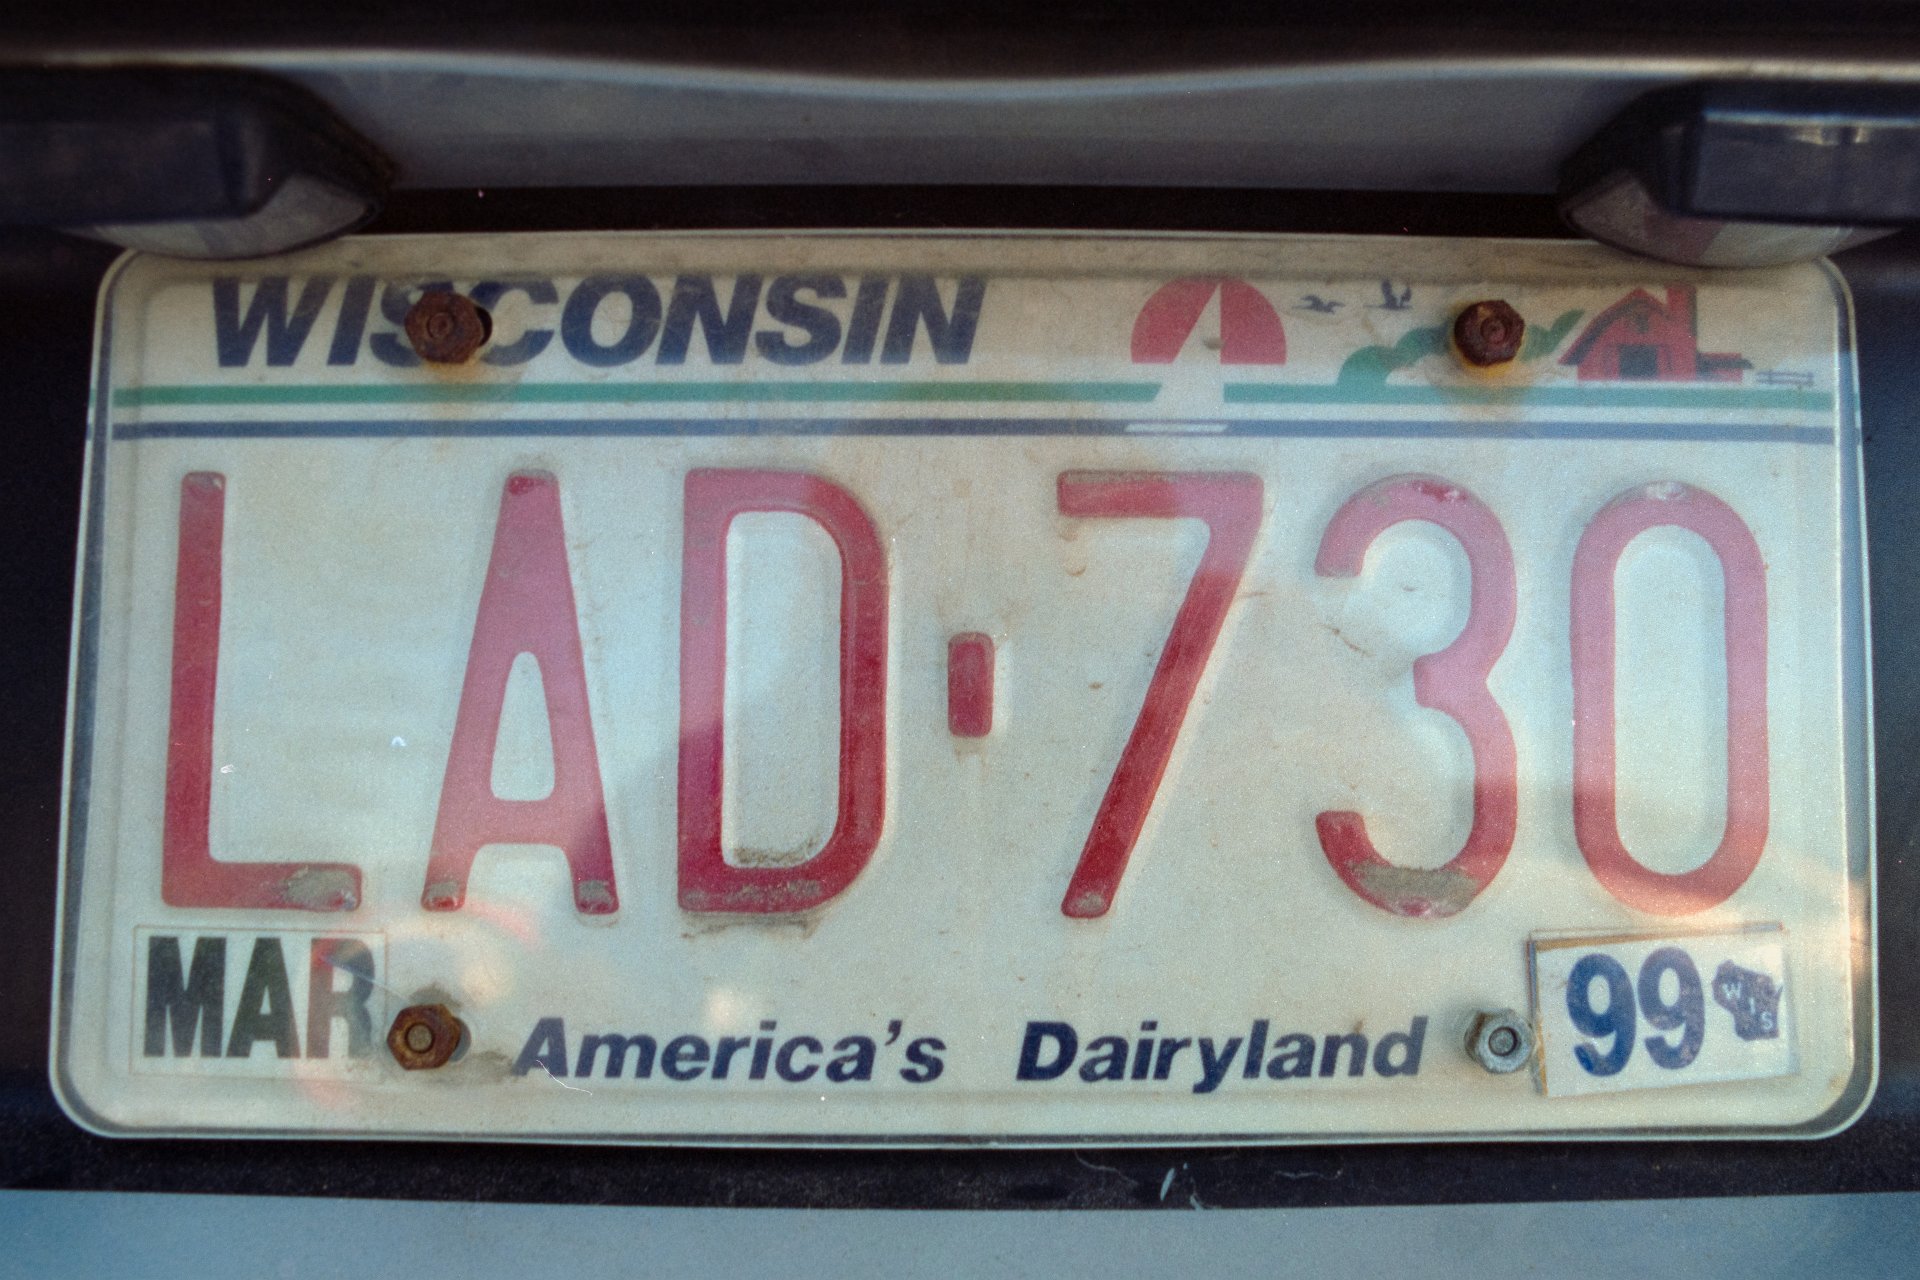 WISCONSIN
LAD-730
MAR
America's Dairyland
99 WIS